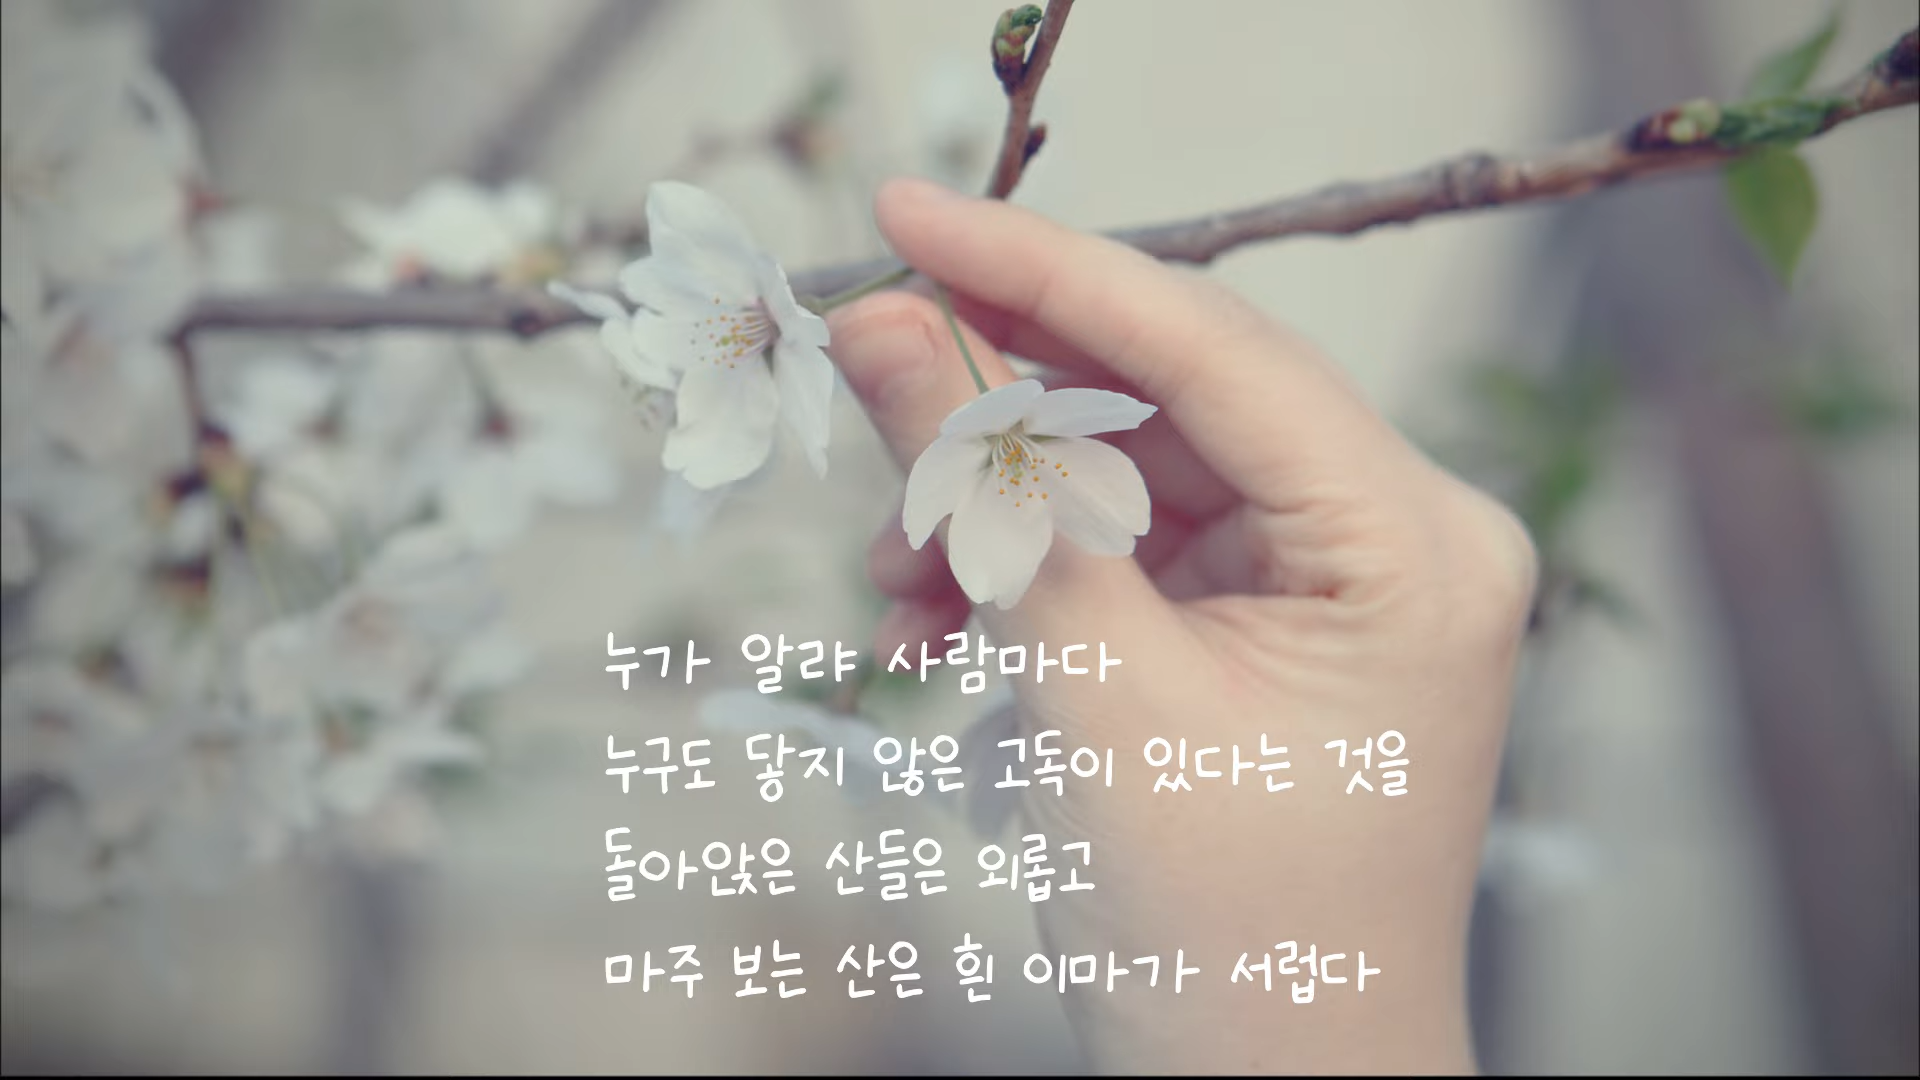 누가 알랴 사람마다
누구도 닿지 않은 고독이 있다는 것을
돌아앉은 산들은 외롭고
마주 보는 산은 흰 이마가 서럽다